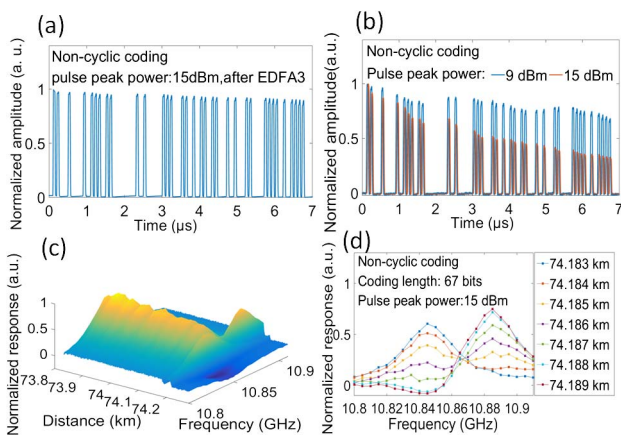 (a)
Normalized amplitude (a. u.)
Non-cyclic coding
pulse peak power:15dBm,after EDFA3
1
0.5
0
0 1 2 3 4 5 6 7
Time (µs)
(b)
Normalized amplitude(a.u.)
Non-cyclic coding
Pulse peak power: 9 dBm 15 dBm
1
0.5
0
0 1 2 3 4 5 6 7
Time (µs)
(c)
Normalized response (a.u.)
1
0.5
0
73.8
73.9
74
74.1
74.2
Distance (km)
10.8
10.85
10.9
Frequency (GHz)
(d)
Normalized response (a.u.)
Non-cyclic coding
Coding length: 67 bits
Pulse peak power:15 dBm
1
0.5
0
10.8 10.82 10.84 10.86 10.88 10.9
Frequency (GHz)
74.183 km
74.184 km
74.185 km
74.186 km
74.187 km
74.188 km
74.189 km